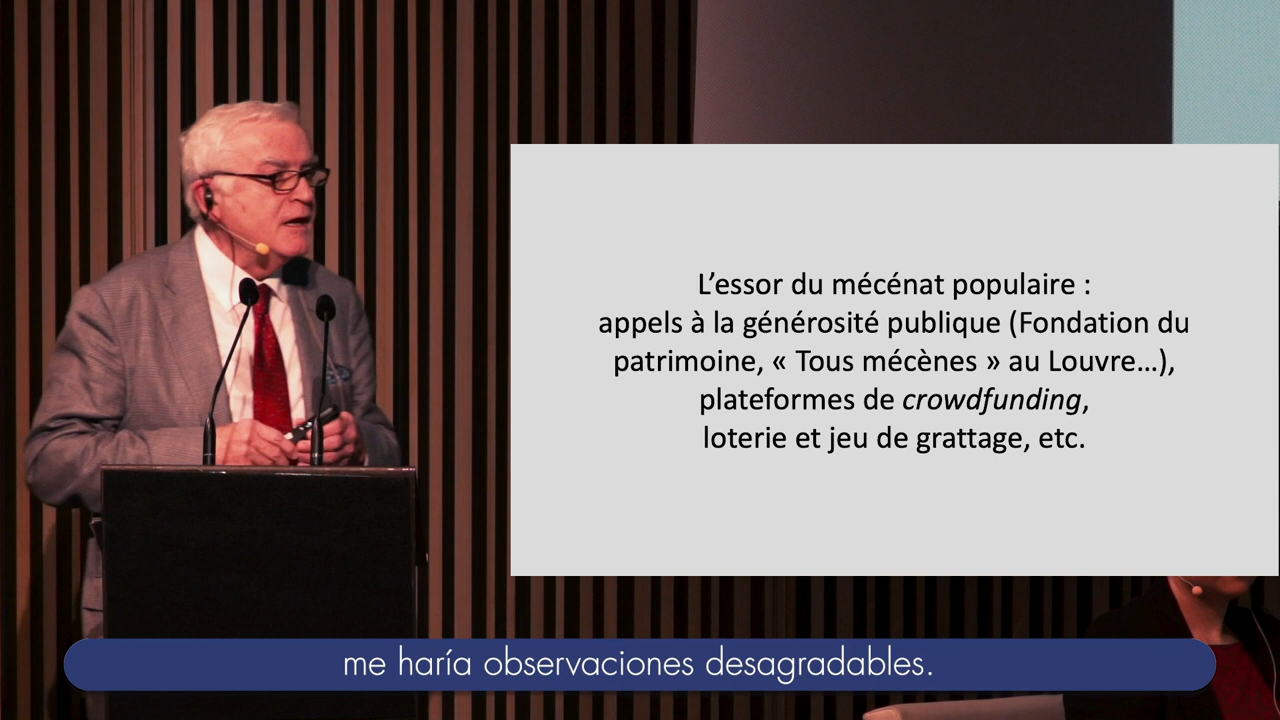 L’essor du mécénat populaire :
appels à la générosité publique (Fondation du
patrimoine, « Tous mécènes » au Louvre…),
plateformes de crowdfunding,
loterie et jeu de grattage, etc.
me haría observaciones desagradables.